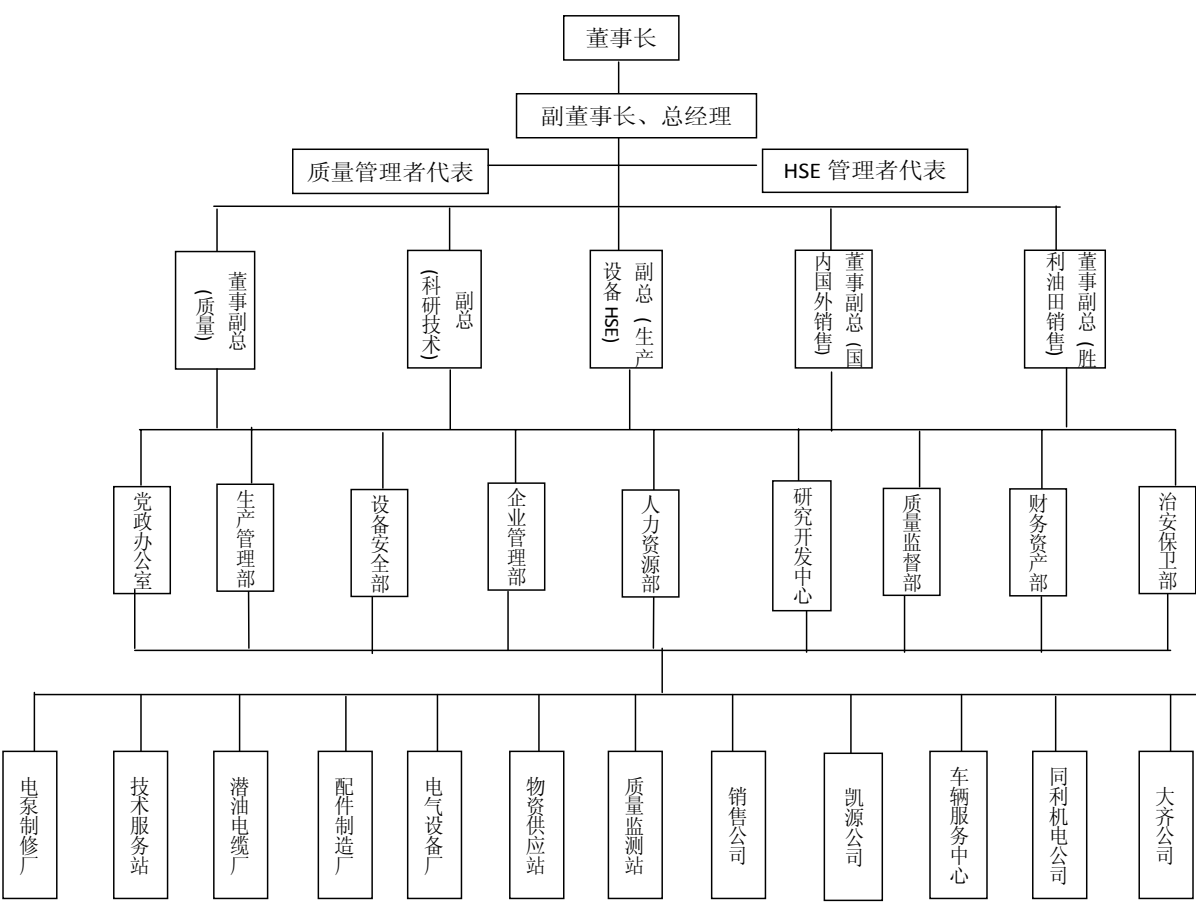 董事长
副董事长、总经理
质量管理者代表
HSE 管理者代表
董事副总
(质量)
副总
(科研技术)
副总(生产
设备 HSE)
董事副总(国
内国外销售)
董事副总(胜
利油田销售)
党政办公室
生产管理部
设备安全部
企业管理部
人力资源部
研究开发中心
质量监督部
财务资产部
治安保卫部
电泵制修厂
技术服务站
潜油电缆厂
配件制造厂
电气设备厂
物资供应站
质量监测站
销售公司
凯源公司
车辆服务中心
同利机电公司
大齐公司